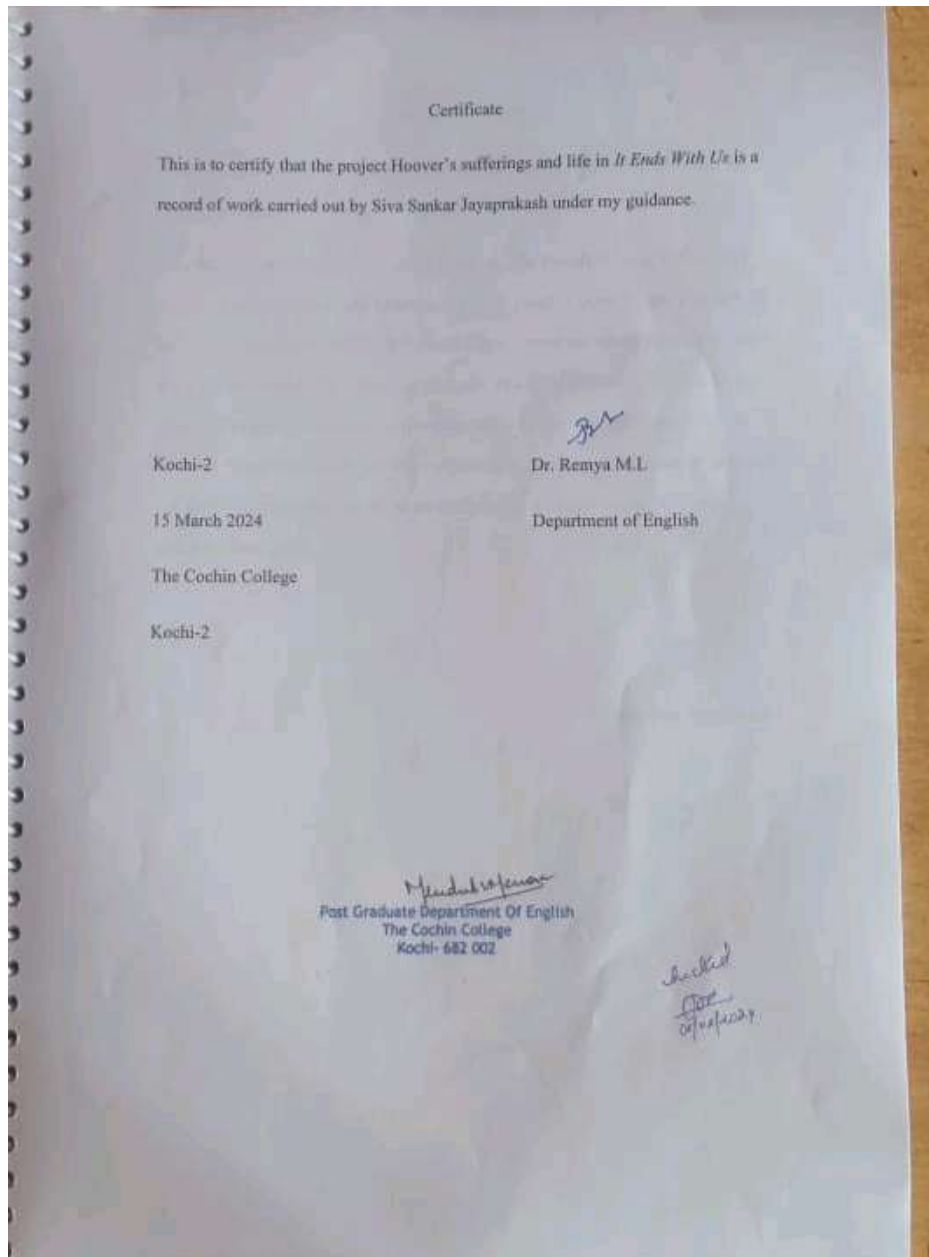 Certificate
This is to certify that the project Hoover's sufferings and life in It Ends With Us is a
record of work carried out by Siva Sankar Jayaprakash under my guidance.
Kochi-2
Dr. Remya M.L
15 March 2024
Department of English
The Cochin College
Kochi-2
Post Graduate Department Of English
The Cochin College
Kochi- 682 002
checked